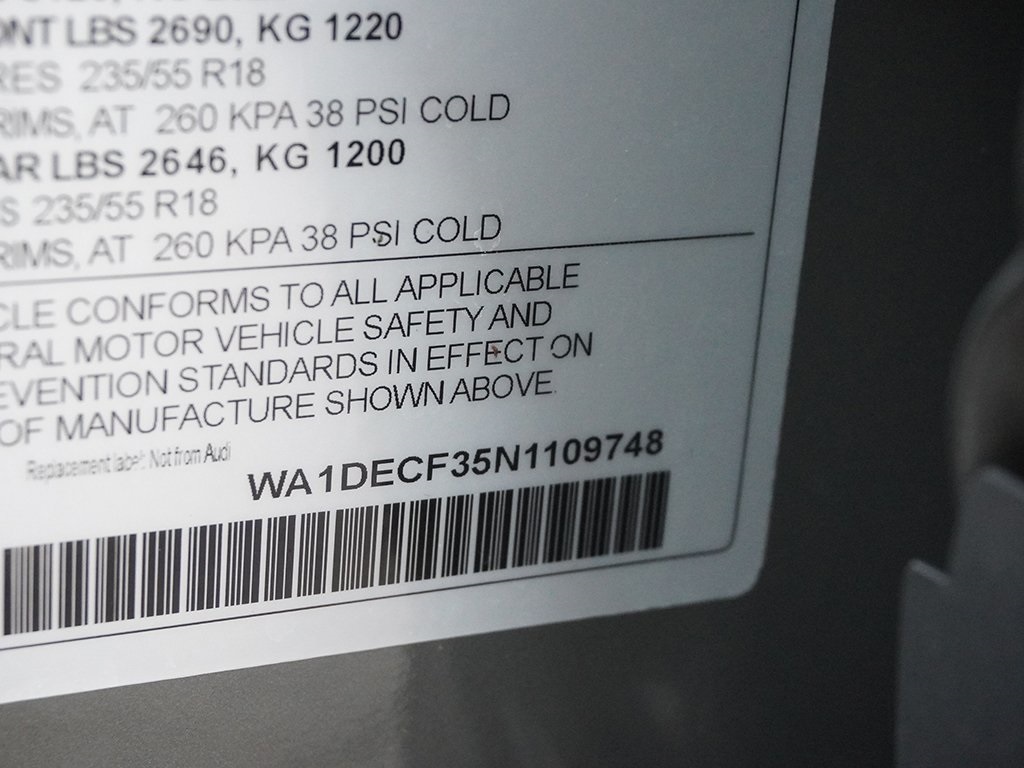 ONT LBS 2690, KG 1220
RES 235/55 R18
RIMS, AT 260 KPA 38 PSI COLD
AR LBS 2646, KG 1200
S 235/55 R18
RIMS, AT 260 KPA 38 PSI COLD
CLE CONFORMS TO ALL APPLICABLE
RAL MOTOR VEHICLE SAFETY AND
EVENTION STANDARDS IN EFFECT ON
OF MANUFACTURE SHOWN ABOVE.
Replacement label: Not from Audi
WA1DECF35N1109748